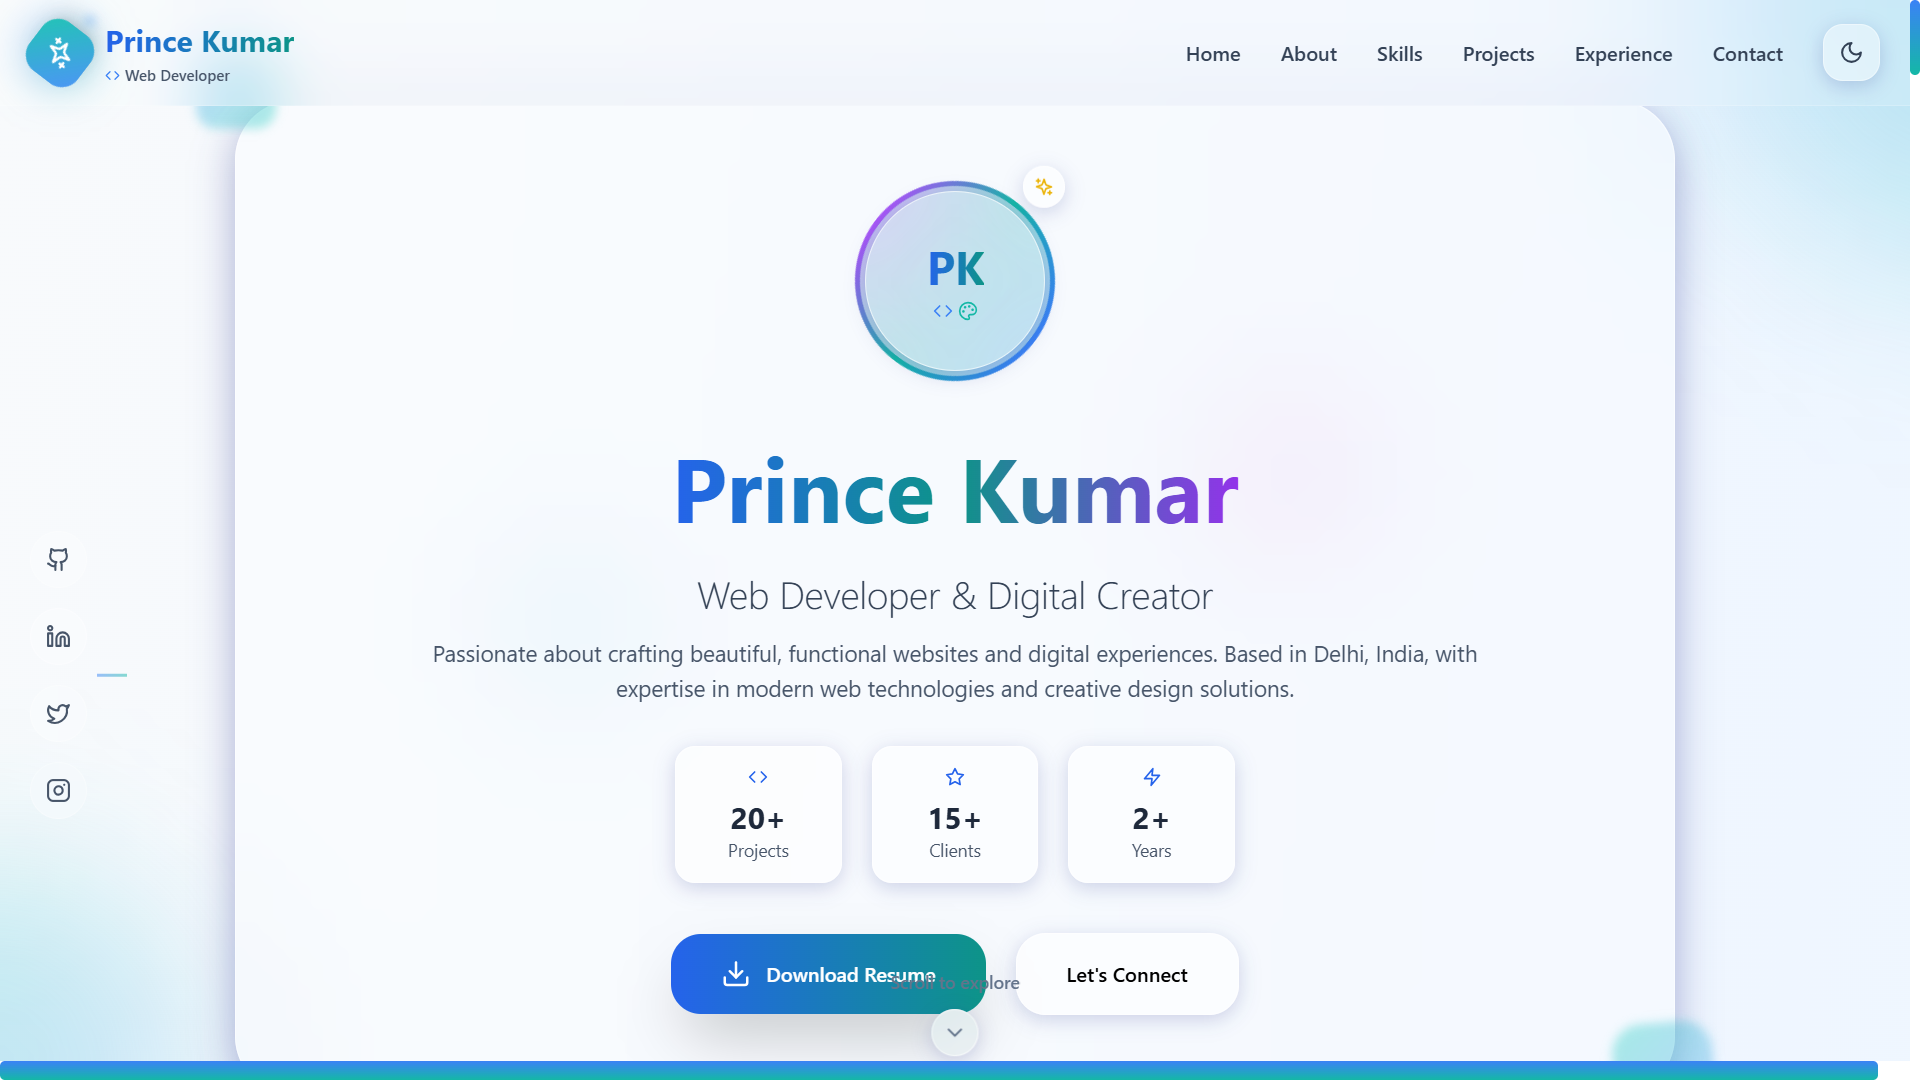 Prince Kumar
Web Developer
Home
About
Skills
Projects
Experience
Contact
PK
Prince Kumar
Web Developer & Digital Creator
Passionate about crafting beautiful, functional websites and digital experiences. Based in Delhi, India, with
expertise in modern web technologies and creative design solutions.
20+
Projects
15+
Clients
2+
Years
Download Resume
Let's Connect
Scroll to explore